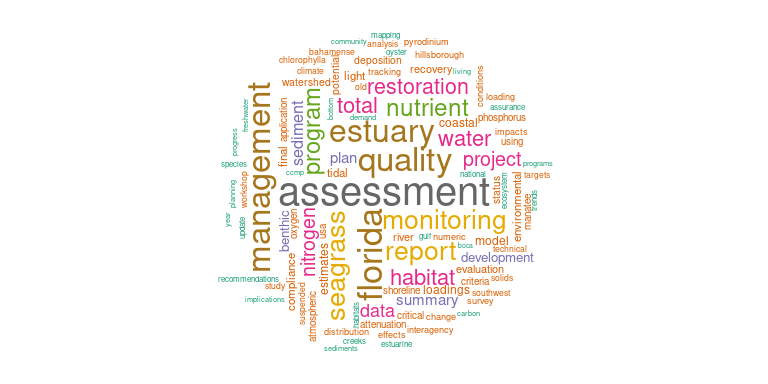 mapping
community
analysis
pyrodinium
bahamense
oyster
hillsborough
chlorophylla
deposition
climate
potential
light
tracking
recovery
living
watershed
old
restoration
conditions
loading
management
freshwater
application
sediment
program
bottom
total
demand
nutrient
assurance
phosphorus
coastal
estuary
water
impacts
using
progress
final
plan
quality
project
programs
species
ccmp
tidal
national
targets
assessment
planning
workshop
status
ecosystem
environmental
manatee
trends
year
update
benthic
oxygen
nitrogen
estimates
usa
seagrass
florida
monitoring
river
gulf
numeric
boca
model
technical
report
development
recommendations
study
compliance
habitat
evaluation
criteria
solids
implications
suspended
atmospheric
shoreline
loadings
southwest
summary
survey
habitats
data
critical
change
carbon
attenuation
interagency
distribution
effects
creeks
estuarine
sediments